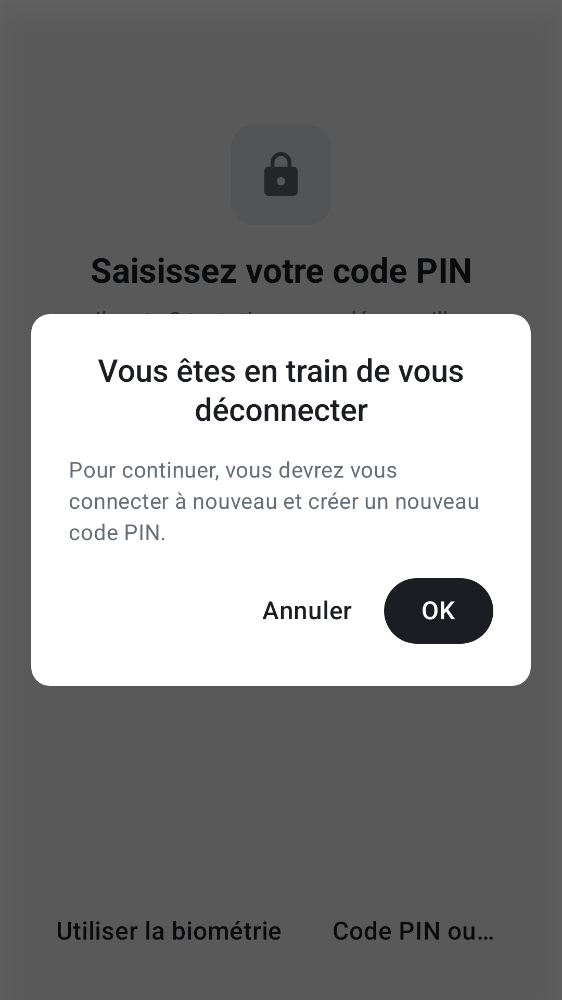 Saisissez votre code PIN
Vous êtes en train de vous
déconnecter
Pour continuer, vous devrez vous
connecter à nouveau et créer un nouveau
code PIN.
Annuler
OK
Utiliser la biométrie
Code PIN ou…